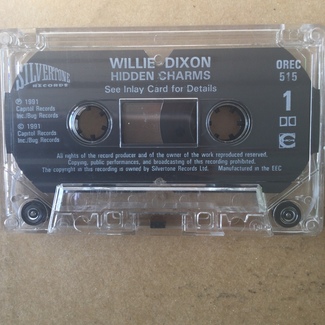 SILVERTONE
RECORDS
WILLIE DIXON
HIDDEN CHARMS
See Inlay Card for Details
OREC
515
1
℗ 1991
Capitol Records
Inc./Bug Records
© 1991
Capitol Records
Inc./Bug Records
All rights of the record producer and of the owner of the work reproduced reserved.
Copying, public performances, and broadcasting of this recording prohibited.
The copyright in this recording is owned by Silvertone Records Ltd. Manufactured in the EEC